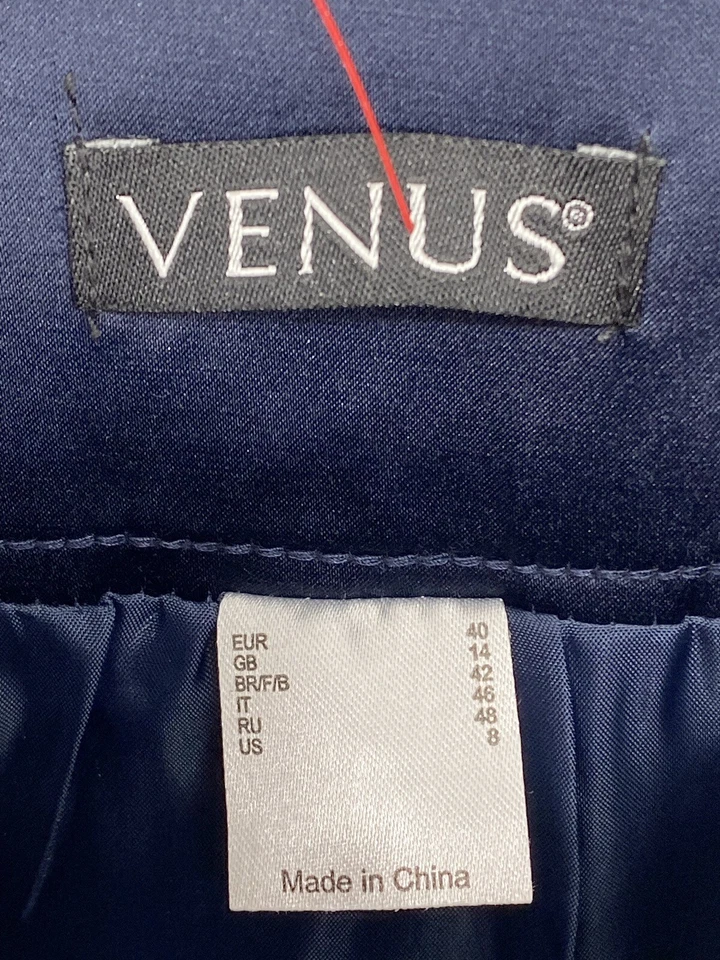 VENUS®
EUR 40
GB 14
BR/F/B 42
IT 46
RU 48
US 8
Made in China